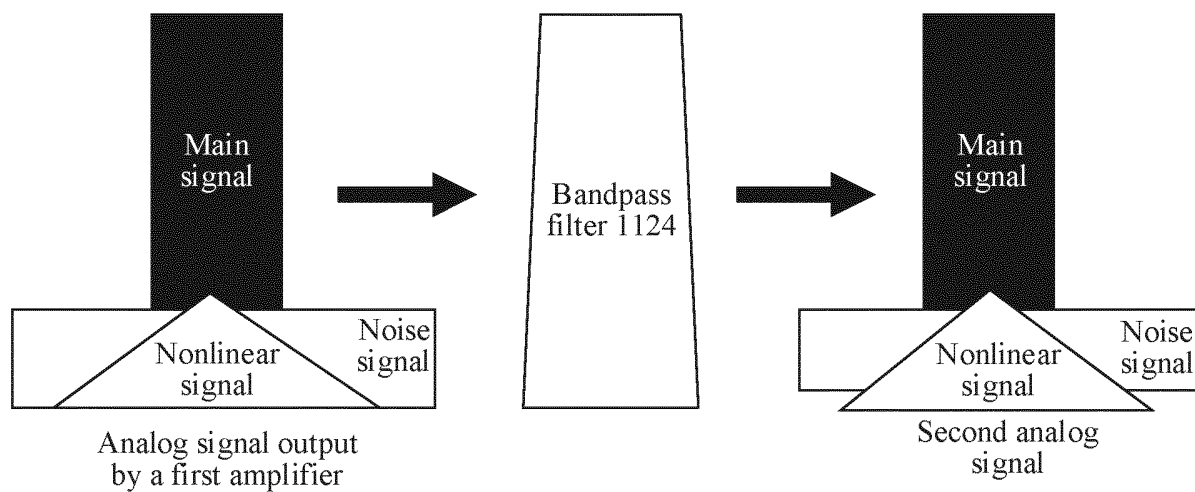 Main
signal
Nonlinear
signal
Noise
signal
Analog signal output
by a first amplifier
Bandpass
filter 1124
Main
signal
Nonlinear
signal
Noise
signal
Second analog
signal